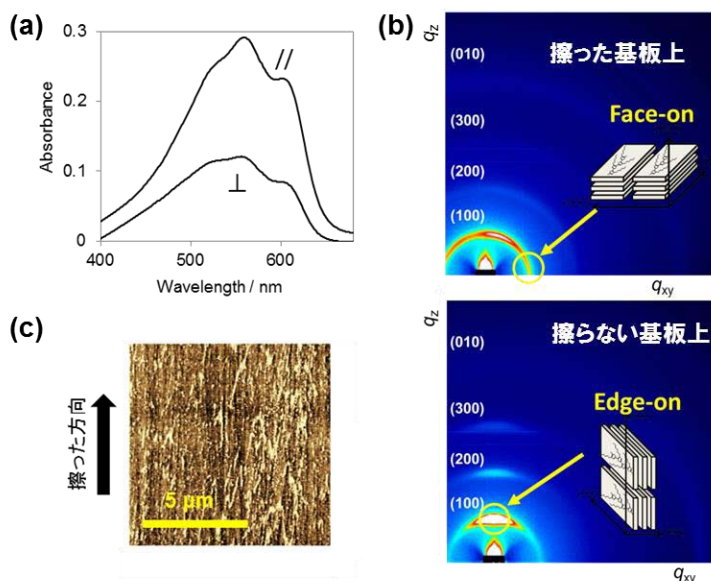 (a)
0.3
0.2
0.1
0
Absorbance
//
⊥
400
500
600
Wavelength / nm
(b)
qz
(010)
擦った基板上
(300)
Face-on
(200)
(100)
qxy
(c)
擦った方向
5 µm
qz
擦らない基板上
(010)
Edge-on
(300)
(200)
(100)
qxy